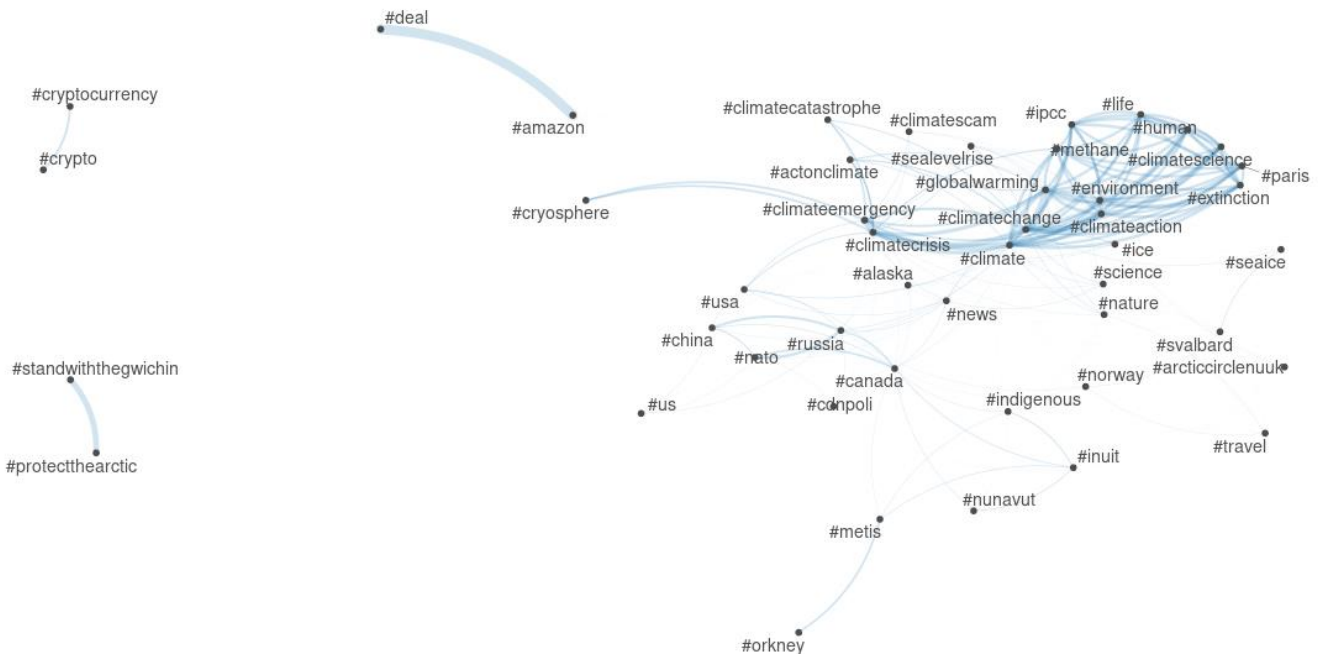 #deal
#cryptocurrency
#amazon
#crypto
#climatecatastrophe
#climatescam
#ipcc
#life
#human
#methane
#climatescience
#sealevelrise
#actonclimate
#paris
#globalwarming
#environment
#extinction
#cryosphere
#climateemergency
#climatechange
#climateaction
#climatecrisis
#ice
#climate
#seaice
#alaska
#science
#usa
#nature
#news
#china
#russia
#svalbard
#nato
#standwiththegwichin
#arcticcirclenuuk
#canada
#norway
#us
#cdnpoli
#indigenous
#travel
#inuit
#protectthearctic
#nunavut
#metis
#orkney